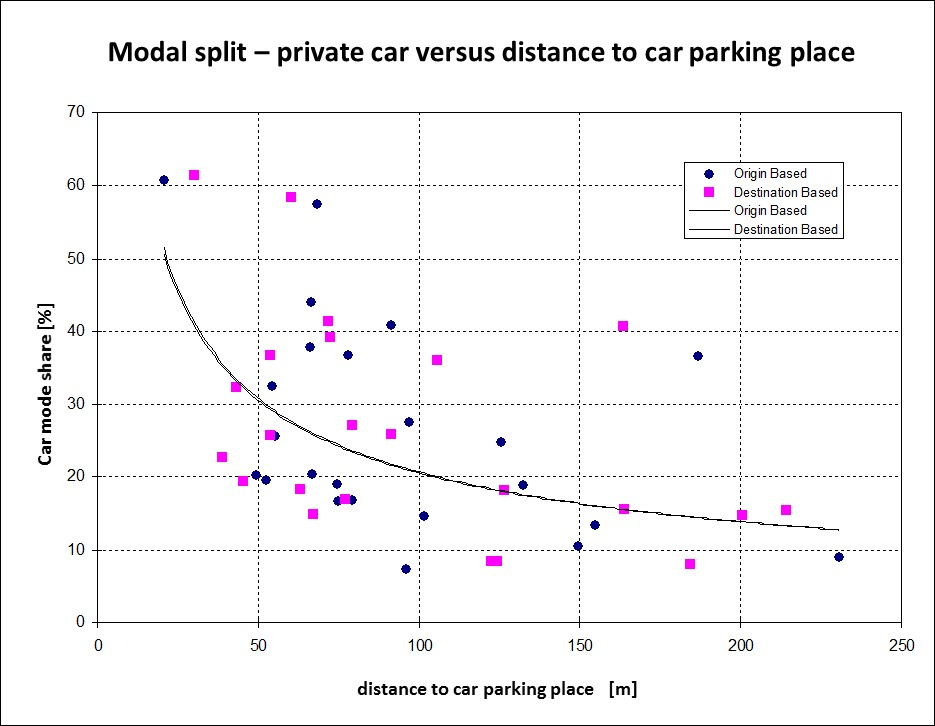 Modal split – private car versus distance to car parking place
70
60
50
40
30
20
10
0
Car mode share [%]
Origin Based
Destination Based
Origin Based
Destination Based
0 50 100 150 200 250
distance to car parking place [m]